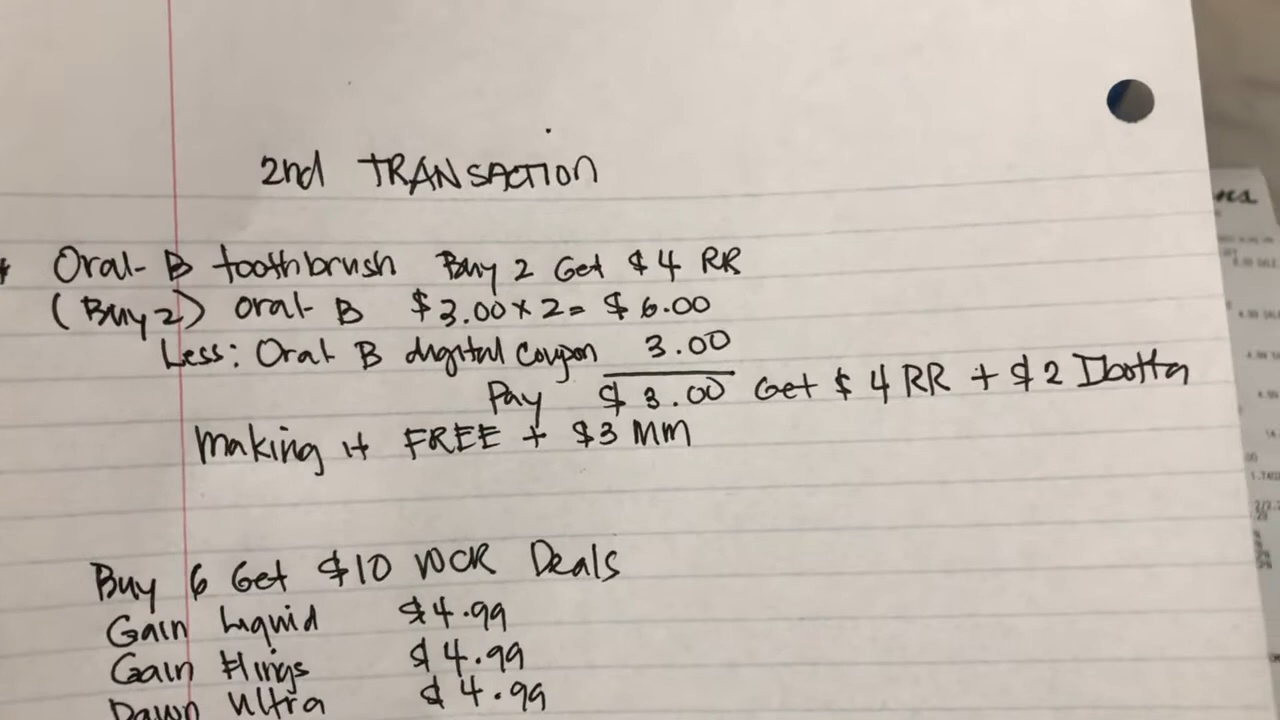 2nd TRANSACTION
Oral-B toothbrush Buy 2 Get $4 RR
(Buy 2) Oral B $3.00 x 2 = $6.00
Less: Oral B digital coupon 3.00
Pay $3.00 Get $4 RR + $2 Ibotta
Making it FREE + $3 MM
Buy 6 Get $10 WCR Deals
Gain Liquid $4.99
Gain Flings $4.99
Dawn Ultra $4.99